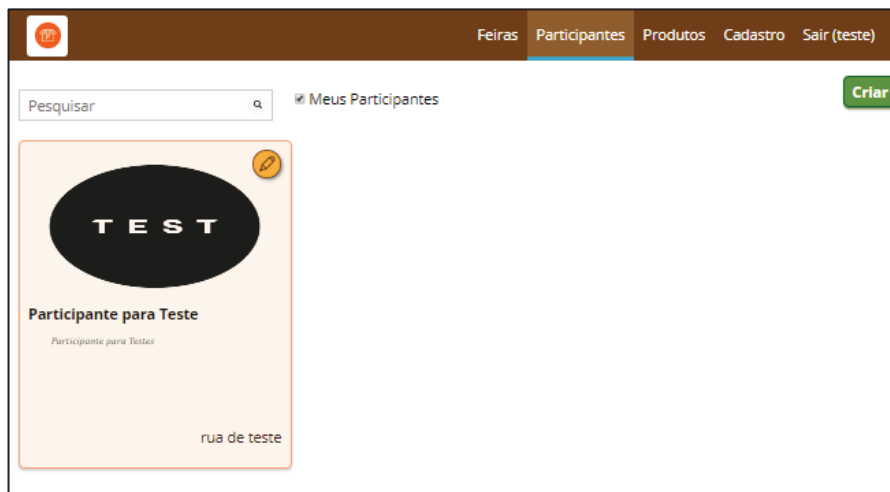 Feiras Participantes Produtos Cadastro Sair (teste)
Pesquisar
Meus Participantes
Criar
TEST
Participante para Teste
Participante para Testes
rua de teste